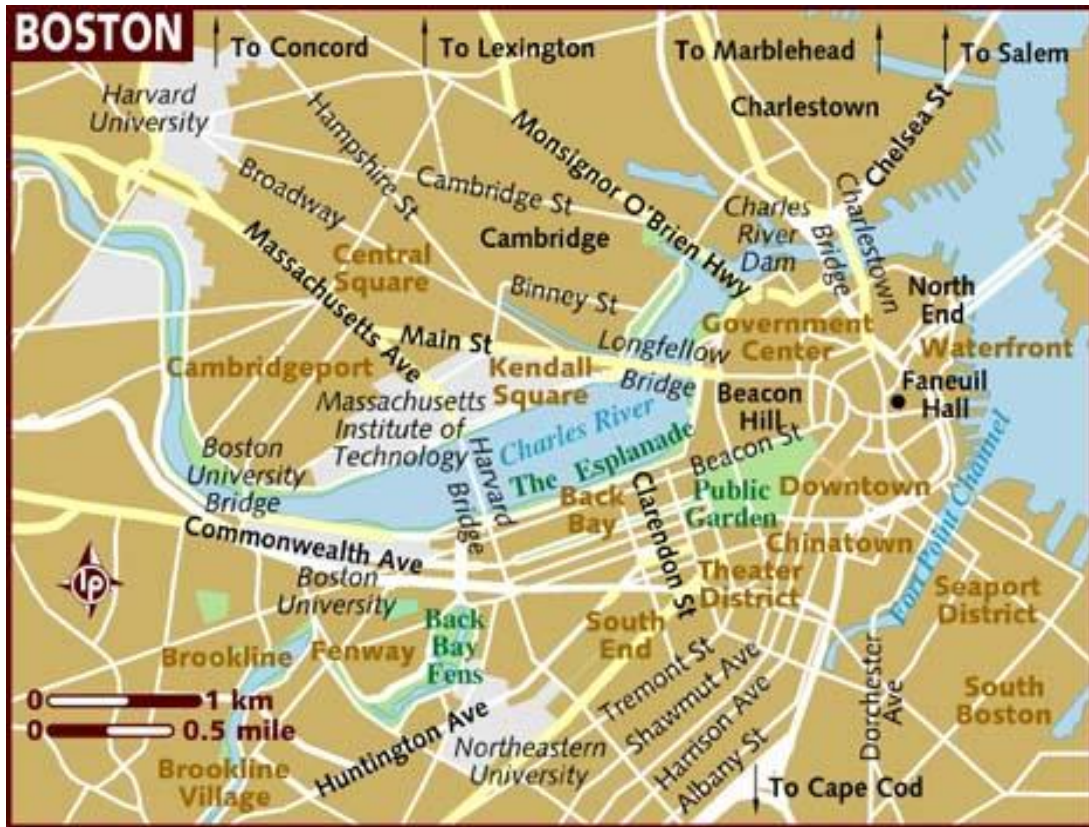 BOSTON
To Concord
To Lexington
To Marblehead
To Salem
Harvard
University
Hampshire St
Monsignor O'Brien Hwy
Charlestown
Chelsea St
Broadway
Cambridge St
Cambridge
Charles
River
Dam
Charlestown
Bridge
Massachusetts Ave
Central
Square
Binney St
North
End
Government
Center
Waterfront
Main St
Longfellow
Bridge
Cambridgeport
Kendall
Square
Beacon
Hill
Faneuil
Hall
Massachusetts
Institute of
Technology
Charles River
The Esplanade
Beacon St
Boston
University
Bridge
Harvard
Bridge
Back
Bay
Clarendon St
Public
Garden
Downtown
Fort Point Channel
Commonwealth Ave
Chinatown
Boston
University
Theater
District
Seaport
District
lp
Back
Bay
Fens
South
End
Brookline
Fenway
Tremont St
Shawmut Ave
Harrison Ave
Albany St
Dorchester
Ave
South
Boston
0 1 km
0 0.5 mile
Huntington Ave
Northeastern
University
Brookline
Village
To Cape Cod